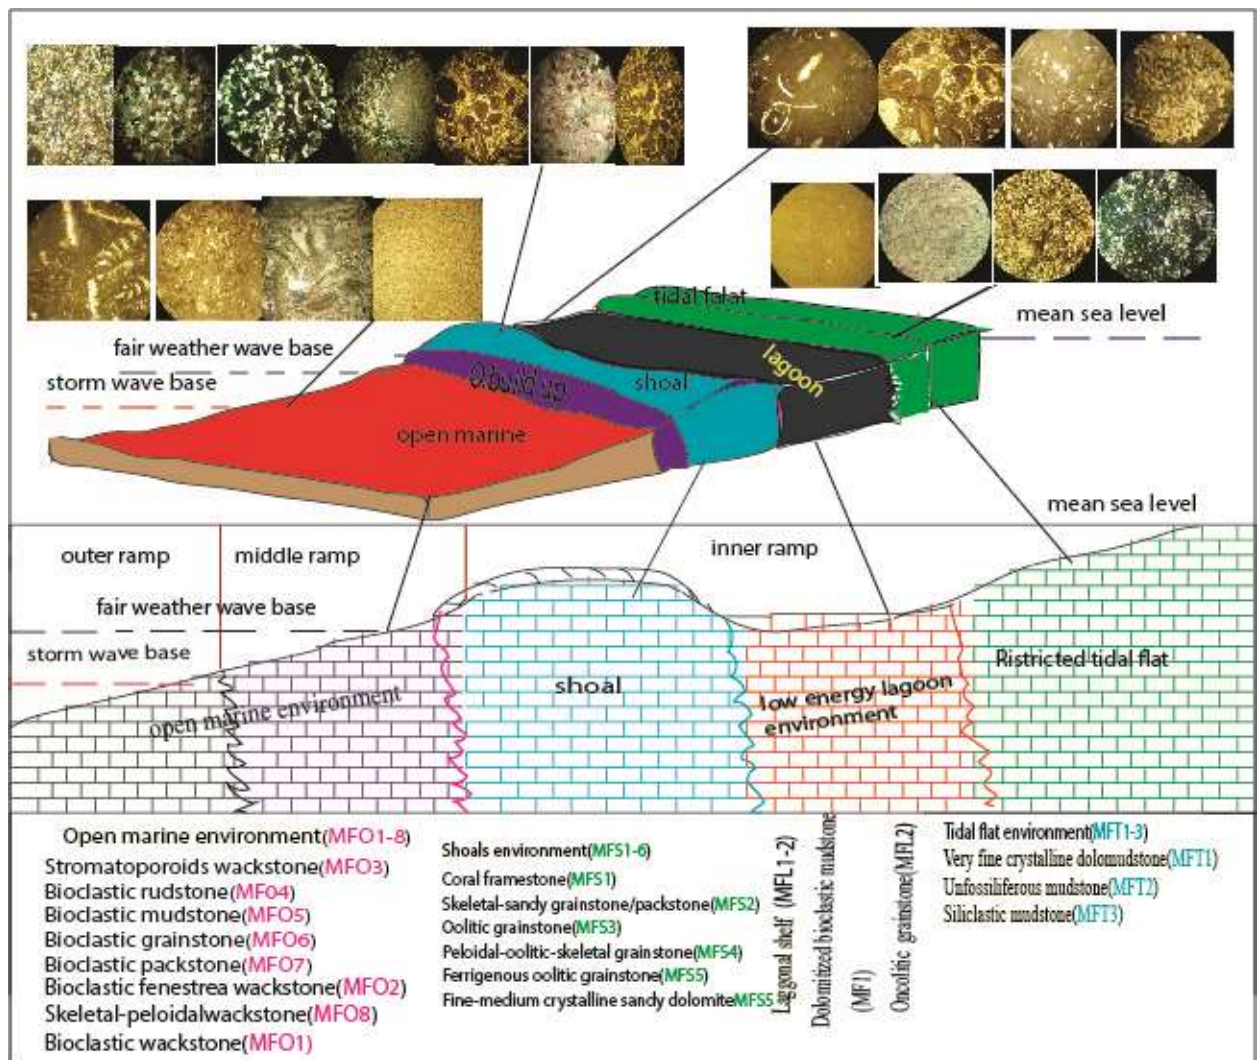 tidal falat
mean sea level
fair weather wave base
storm wave base
lagoon
shoal
O.build up
open marine
mean sea level
outer ramp
middle ramp
inner ramp
fair weather wave base
storm wave base
Ristricted tidal flat
shoal
open marine environment
low energy lagoon
environment
Open marine environment(MFO1-8)
Stromatoporoids wackstone(MFO3)
Bioclastic rudstone(MF04)
Bioclastic mudstone(MFO5)
Bioclastic grainstone(MFO6)
Bioclastic packstone(MFO7)
Bioclastic fenestrea wackstone(MFO2)
Skeletal-peloidalwackstone(MFO8)
Bioclastic wackstone(MFO1)
Shoals environment(MFS1-6)
Coral framestone(MFS1)
Skeletal-sandy grainstone/packstone(MFS2)
Oolitic grainstone(MFS3)
Peloidal-oolitic-skeletal grainstone(MFS4)
Ferrigenous oolitic grainstone(MFS5)
Fine-medium crystalline sandy dolomiteMFS5
Laggonal shelf (MFL1-2)
Dolomitized bioclastic mudstone
(MF1)
Oncolitic grainstone(MFL2)
Tidal flat environment(MFT1-3)
Very fine crystalline dolomudstone(MFT1)
Unfossiliferous mudstone(MFT2)
Siliclastic mudstone(MFT3)